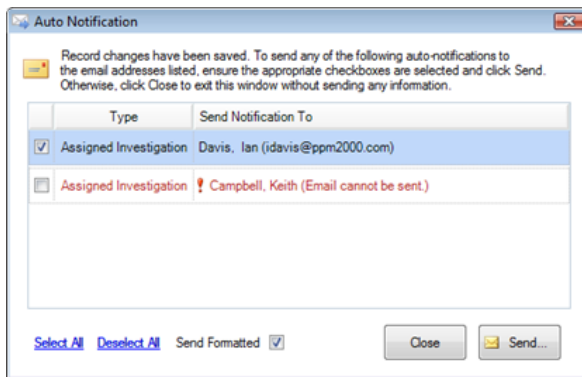 Auto Notification
Record changes have been saved. To send any of the following auto-notifications to
the email addresses listed, ensure the appropriate checkboxes are selected and click Send.
Otherwise, click Close to exit this window without sending any information.
Type Send Notification To
Assigned Investigation Davis, Ian (idavis@ppm2000.com)
Assigned Investigation ! Campbell, Keith (Email cannot be sent.)
Select All Deselect All Send Formatted Close Send...